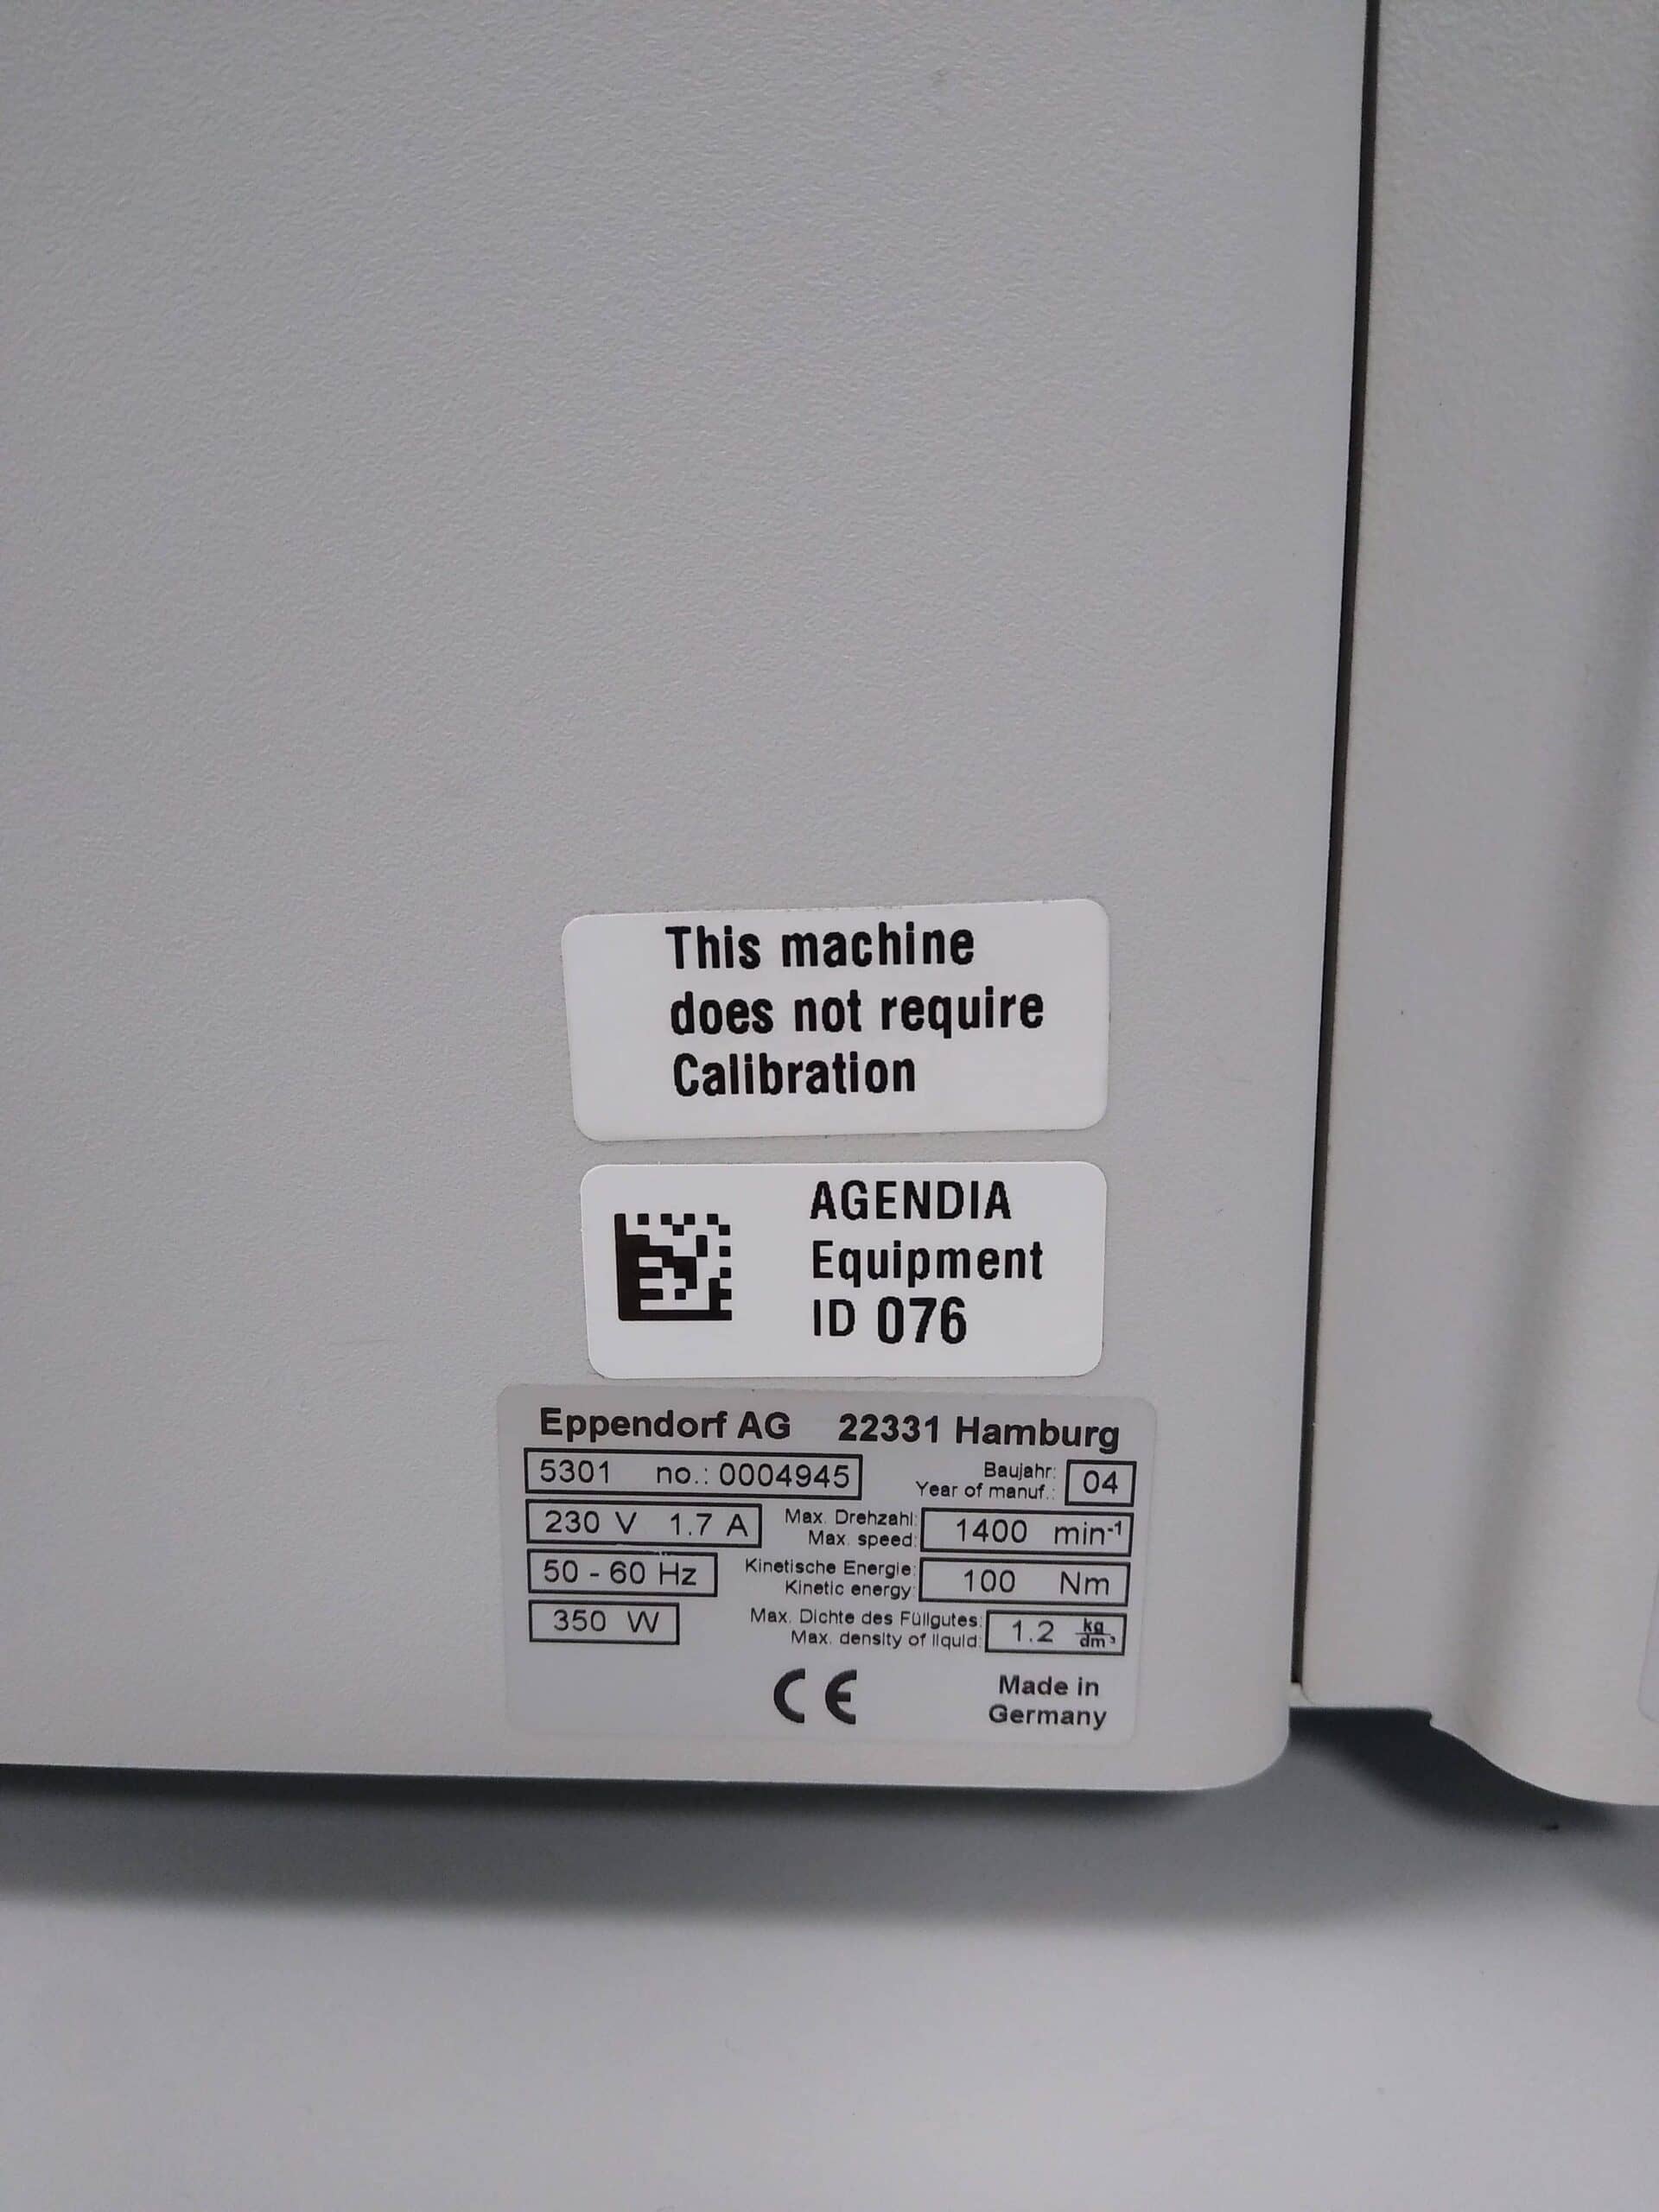 This machine
does not require
Calibration
AGENDIA
Equipment
ID 076
Eppendorf AG 22331 Hamburg
5301 no.: 0004945
Baujahr:
Year of manuf.: 04
230 V 1.7 A
Max. Drehzahl:
Max. speed: 1400 min-1
50 - 60 Hz
Kinetische Energie:
Kinetic energy: 100 Nm
350 W
Max. Dichte des Füllgutes:
Max. density of liquid: 1.2 kg/dm³
CE
Made in
Germany